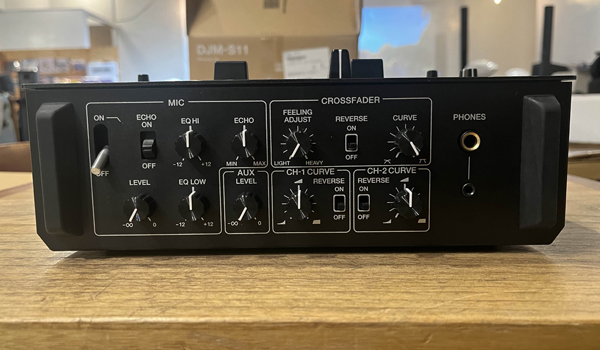 DJM-S11
MIC
ON
OFF
ECHO
ON
OFF
EQ HI
-12 +12
ECHO
MIN MAX
LEVEL
-∞ 0
EQ LOW
-12 +12
AUX
LEVEL
-∞ 0
CROSSFADER
FEELING
ADJUST
LIGHT HEAVY
REVERSE
ON
OFF
CURVE
CH-1 CURVE
REVERSE
ON
OFF
CH-2 CURVE
REVERSE
ON
OFF
PHONES